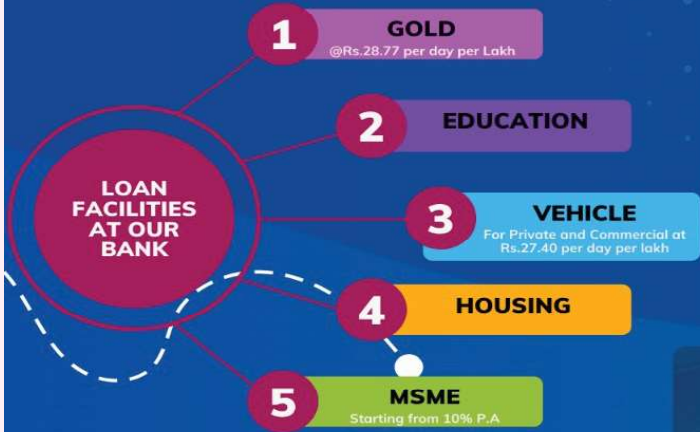 LOAN
FACILITIES
AT OUR
BANK
1
GOLD
@Rs.28.77 per day per Lakh
2
EDUCATION
3
VEHICLE
For Private and Commercial at
Rs.27.40 per day per lakh
4
HOUSING
5
MSME
Starting from 10% P.A